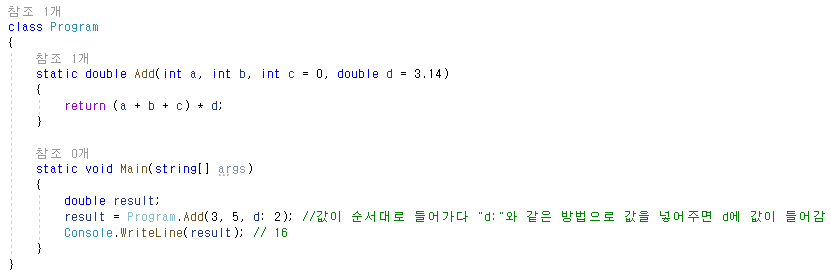 참조 1개
class Program
{
참조 1개
static double Add(int a, int b, int c = 0, double d = 3.14)
{
return (a + b + c) * d;
}
참조 0개
static void Main(string[] args)
{
double result;
result = Program.Add(3, 5, d: 2); //값이 순서대로 들어가다 "d:"와 같은 방법으로 값을 넣어주면 d에 값이 들어감
Console.WriteLine(result); // 16
}
}